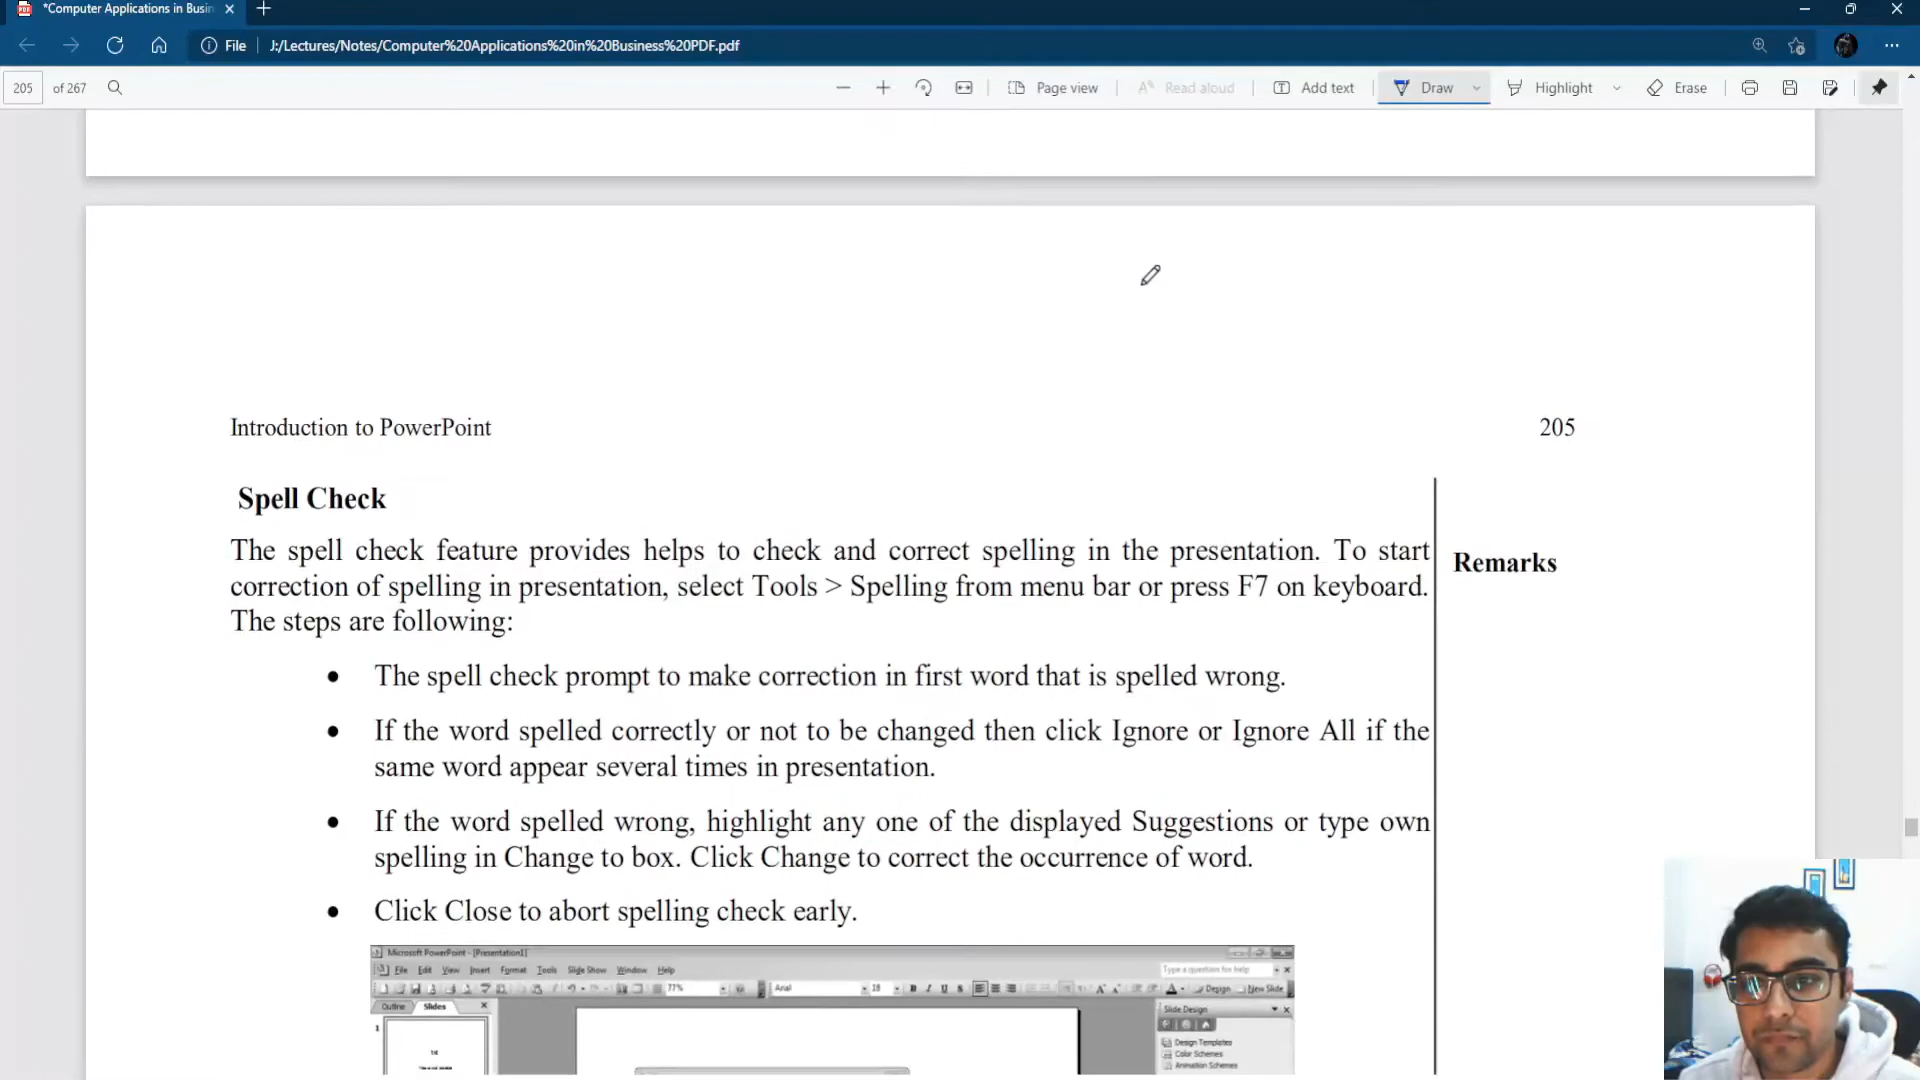 *Computer Applications in Busin
File J:/Lectures/Notes/Computer%20Applications%20in%20Business%20PDF.pdf
205 of 267 Page view Read aloud Add text Draw Highlight Erase
Introduction to PowerPoint 205
Spell Check
The spell check feature provides helps to check and correct spelling in the presentation. To start
correction of spelling in presentation, select Tools > Spelling from menu bar or press F7 on keyboard.
The steps are following:
Remarks
• The spell check prompt to make correction in first word that is spelled wrong.
• If the word spelled correctly or not to be changed then click Ignore or Ignore All if the
same word appear several times in presentation.
• If the word spelled wrong, highlight any one of the displayed Suggestions or type own
spelling in Change to box. Click Change to correct the occurrence of word.
• Click Close to abort spelling check early.
Microsoft PowerPoint - [Presentation1]
File Edit View Insert Format Tools Slide Show Window Help Type a question for help
77% Arial 18 B I U S Design New Slide
Outline Slides Slide Design
1
Design Templates
Color Schemes
Animation Schemes